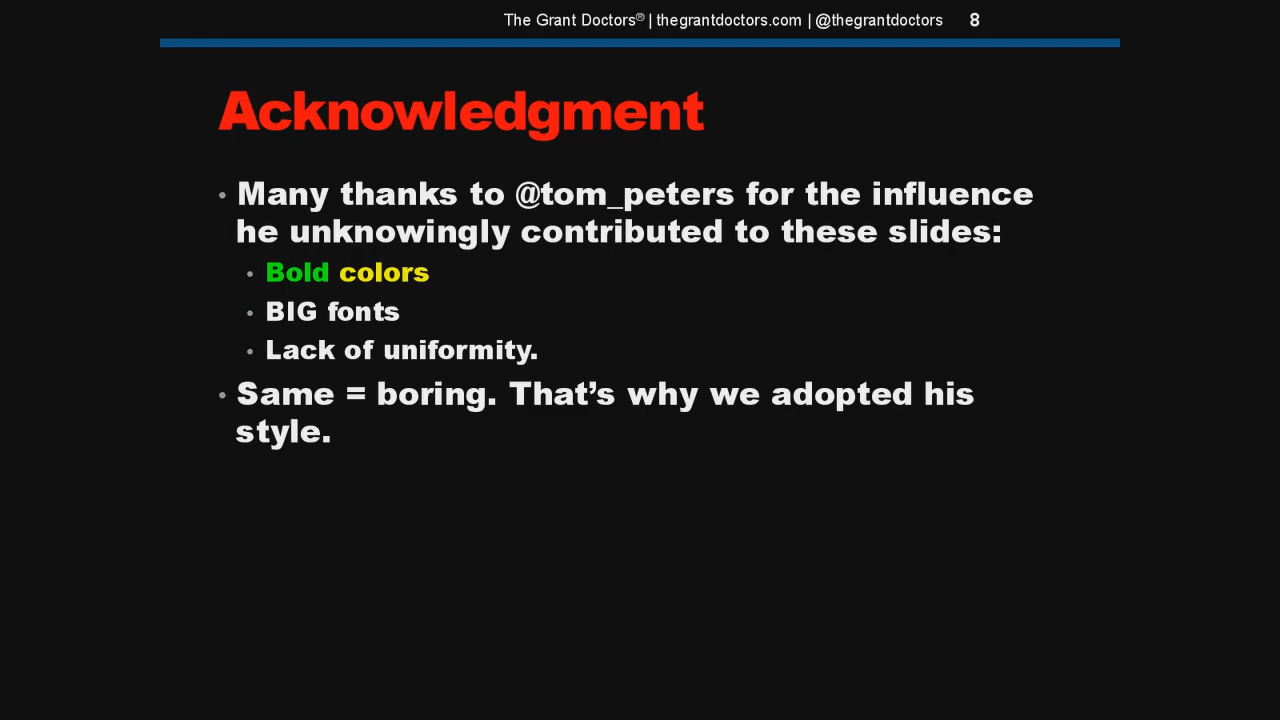 The Grant Doctors® | thegrantdoctors.com | @thegrantdoctors 8
Acknowledgment
• Many thanks to @tom_peters for the influence
he unknowingly contributed to these slides:
• Bold colors
• BIG fonts
• Lack of uniformity.
• Same = boring. That’s why we adopted his
style.